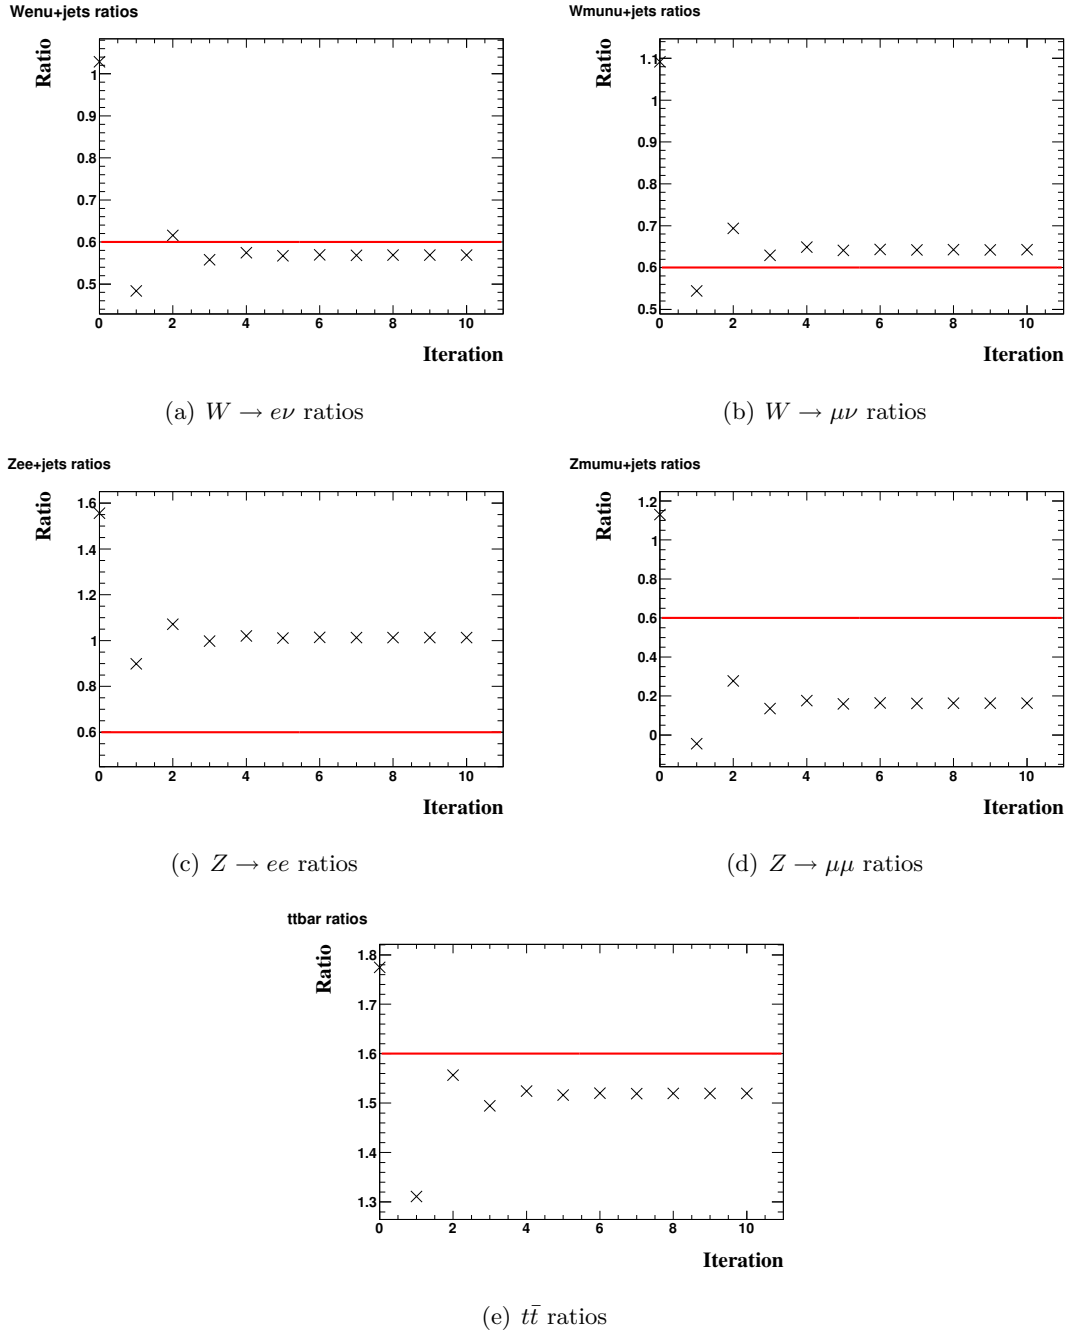 Wenu+jets ratios
Ratio
1
0.9
0.8
0.7
0.6
0.5
0 2 4 6 8 10
Iteration
(a) W → eν ratios
Wmunu+jets ratios
Ratio
1.1
1
0.9
0.8
0.7
0.6
0.5
0 2 4 6 8 10
Iteration
(b) W → μν ratios
Zee+jets ratios
Ratio
1.6
1.4
1.2
1
0.8
0.6
0 2 4 6 8 10
Iteration
(c) Z → ee ratios
Zmumu+jets ratios
Ratio
1.2
1
0.8
0.6
0.4
0.2
0
0 2 4 6 8 10
Iteration
(d) Z → μμ ratios
ttbar ratios
Ratio
1.8
1.7
1.6
1.5
1.4
1.3
0 2 4 6 8 10
Iteration
(e) tt̄ ratios